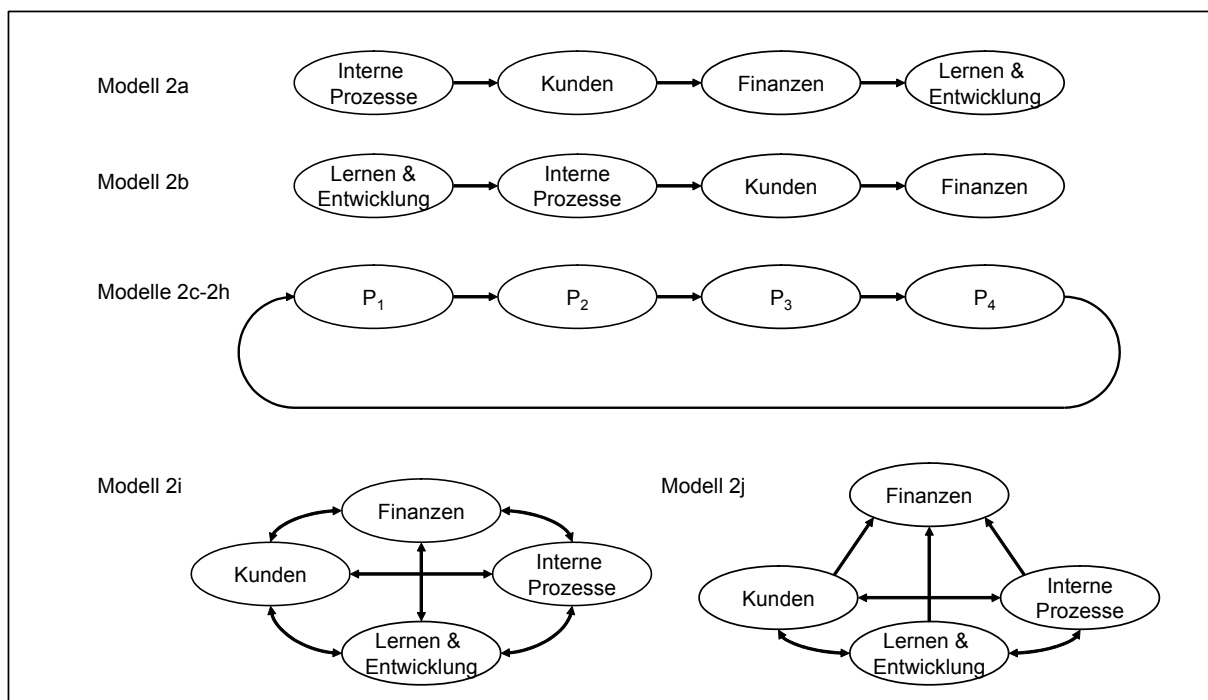 Modell 2a
Interne
Prozesse
Kunden
Finanzen
Lernen &
Entwicklung
Modell 2b
Lernen &
Entwicklung
Interne
Prozesse
Kunden
Finanzen
Modelle 2c-2h
P₁
P₂
P₃
P₄
Modell 2i
Finanzen
Kunden
Interne
Prozesse
Lernen &
Entwicklung
Modell 2j
Finanzen
Kunden
Interne
Prozesse
Lernen &
Entwicklung